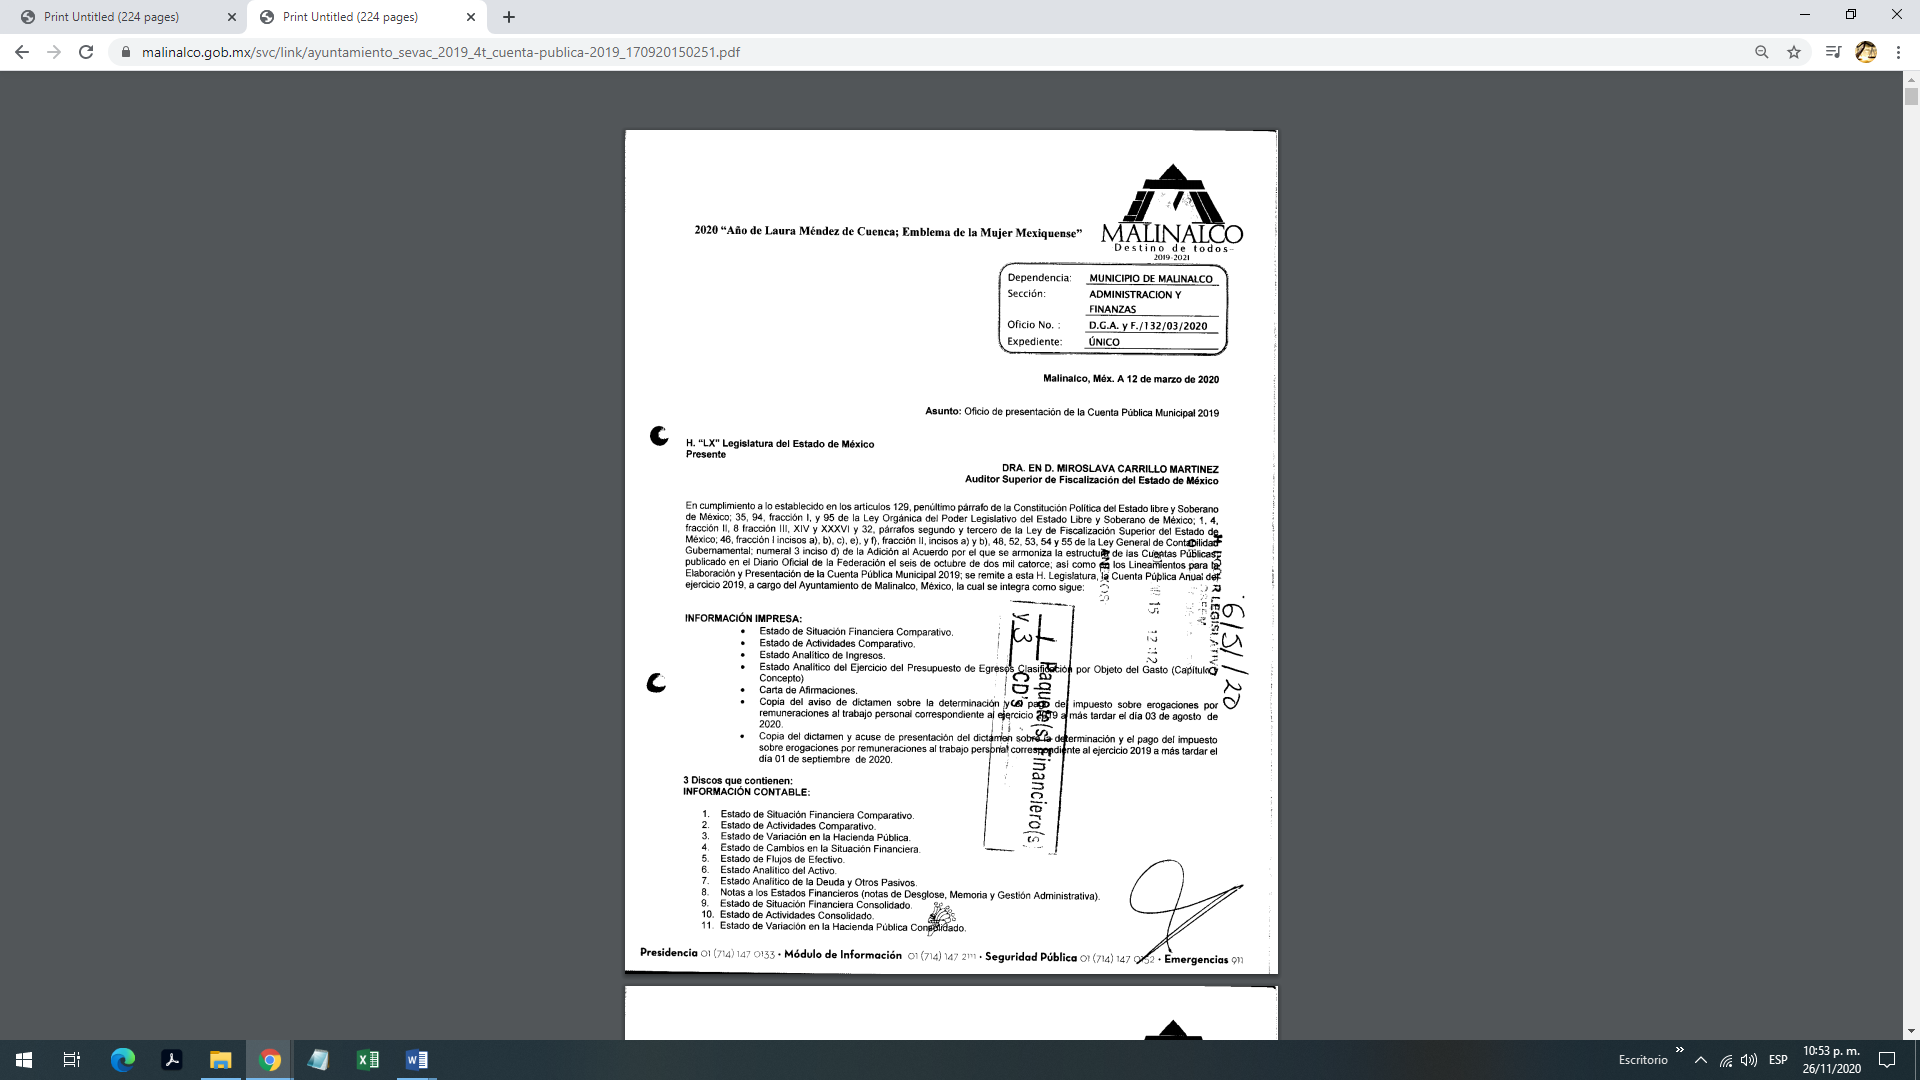 Print Untitled (224 pages)
Print Untitled (224 pages)
malinalco.gob.mx/svc/link/ayuntamiento_sevac_2019_4t_cuenta-publica-2019_170920150251.pdf
MALINALCO
Destino de todos
2019-2021
2020 “Año de Laura Méndez de Cuenca; Emblema de la Mujer Mexiquense”
Dependencia: MUNICIPIO DE MALINALCO
Sección: ADMINISTRACION Y
FINANZAS
Oficio No. : D.G.A. y F./132/03/2020
Expediente: ÚNICO
Malinalco, Méx. A 12 de marzo de 2020
Asunto: Oficio de presentación de la Cuenta Pública Municipal 2019
H. “LX” Legislatura del Estado de México
Presente
DRA. EN D. MIROSLAVA CARRILLO MARTINEZ
Auditor Superior de Fiscalización del Estado de México
En cumplimiento a lo establecido en los artículos 129, penúltimo párrafo de la Constitución Política del Estado libre y Soberano
de México; 35, 94, fracción I, y 95 de la Ley Orgánica del Poder Legislativo del Estado Libre y Soberano de México; 1, 4,
fracción II, 8 fracción III, XIV y XXXVI y 32, párrafos segundo y tercero de la Ley de Fiscalización Superior del Estado de
México; 46, fracción I incisos a), b), c), e), y f), fracción II, incisos a) y b), 48, 52, 53, 54 y 55 de la Ley General de Contabilidad
Gubernamental; numeral 3 inciso d) de la Adición al Acuerdo por el que se armoniza la estructura de las Cuentas Públicas,
publicado en el Diario Oficial de la Federación el seis de octubre de dos mil catorce; así como los Lineamientos para la
Elaboración y Presentación de la Cuenta Pública Municipal 2019; se remite a esta H. Legislatura, la Cuenta Pública Anual del
ejercicio 2019, a cargo del Ayuntamiento de Malinalco, México, la cual se integra como sigue:
PODER LEGISLATIVO
ANEXOS
12:12
6151/20
1 Paquete(s) Financiero(s)
y 3 CD's
INFORMACIÓN IMPRESA:
• Estado de Situación Financiera Comparativo.
• Estado de Actividades Comparativo.
• Estado Analítico de Ingresos.
• Estado Analítico del Ejercicio del Presupuesto de Egresos Clasificación por Objeto del Gasto (Capítulo
Concepto)
• Carta de Afirmaciones.
• Copia del aviso de dictamen sobre la determinación y pago del impuesto sobre erogaciones por
remuneraciones al trabajo personal correspondiente al ejercicio 2019 a más tardar el día 03 de agosto de
2020.
• Copia del dictamen y acuse de presentación del dictamen sobre la determinación y el pago del impuesto
sobre erogaciones por remuneraciones al trabajo personal correspondiente al ejercicio 2019 a más tardar el
día 01 de septiembre de 2020.
3 Discos que contienen:
INFORMACIÓN CONTABLE:
1. Estado de Situación Financiera Comparativo.
2. Estado de Actividades Comparativo.
3. Estado de Variación en la Hacienda Pública.
4. Estado de Cambios en la Situación Financiera.
5. Estado de Flujos de Efectivo.
6. Estado Analítico del Activo.
7. Estado Analítico de la Deuda y Otros Pasivos.
8. Notas a los Estados Financieros (notas de Desglose, Memoria y Gestión Administrativa).
9. Estado de Situación Financiera Consolidado.
10. Estado de Actividades Consolidado.
11. Estado de Variación en la Hacienda Pública Consolidado.
Presidencia 01 (714) 147 0133 • Módulo de Información 01 (714) 147 2111 • Seguridad Pública 01 (714) 147 0152 • Emergencias 911
Escritorio
ESP
10:53 p. m.
26/11/2020